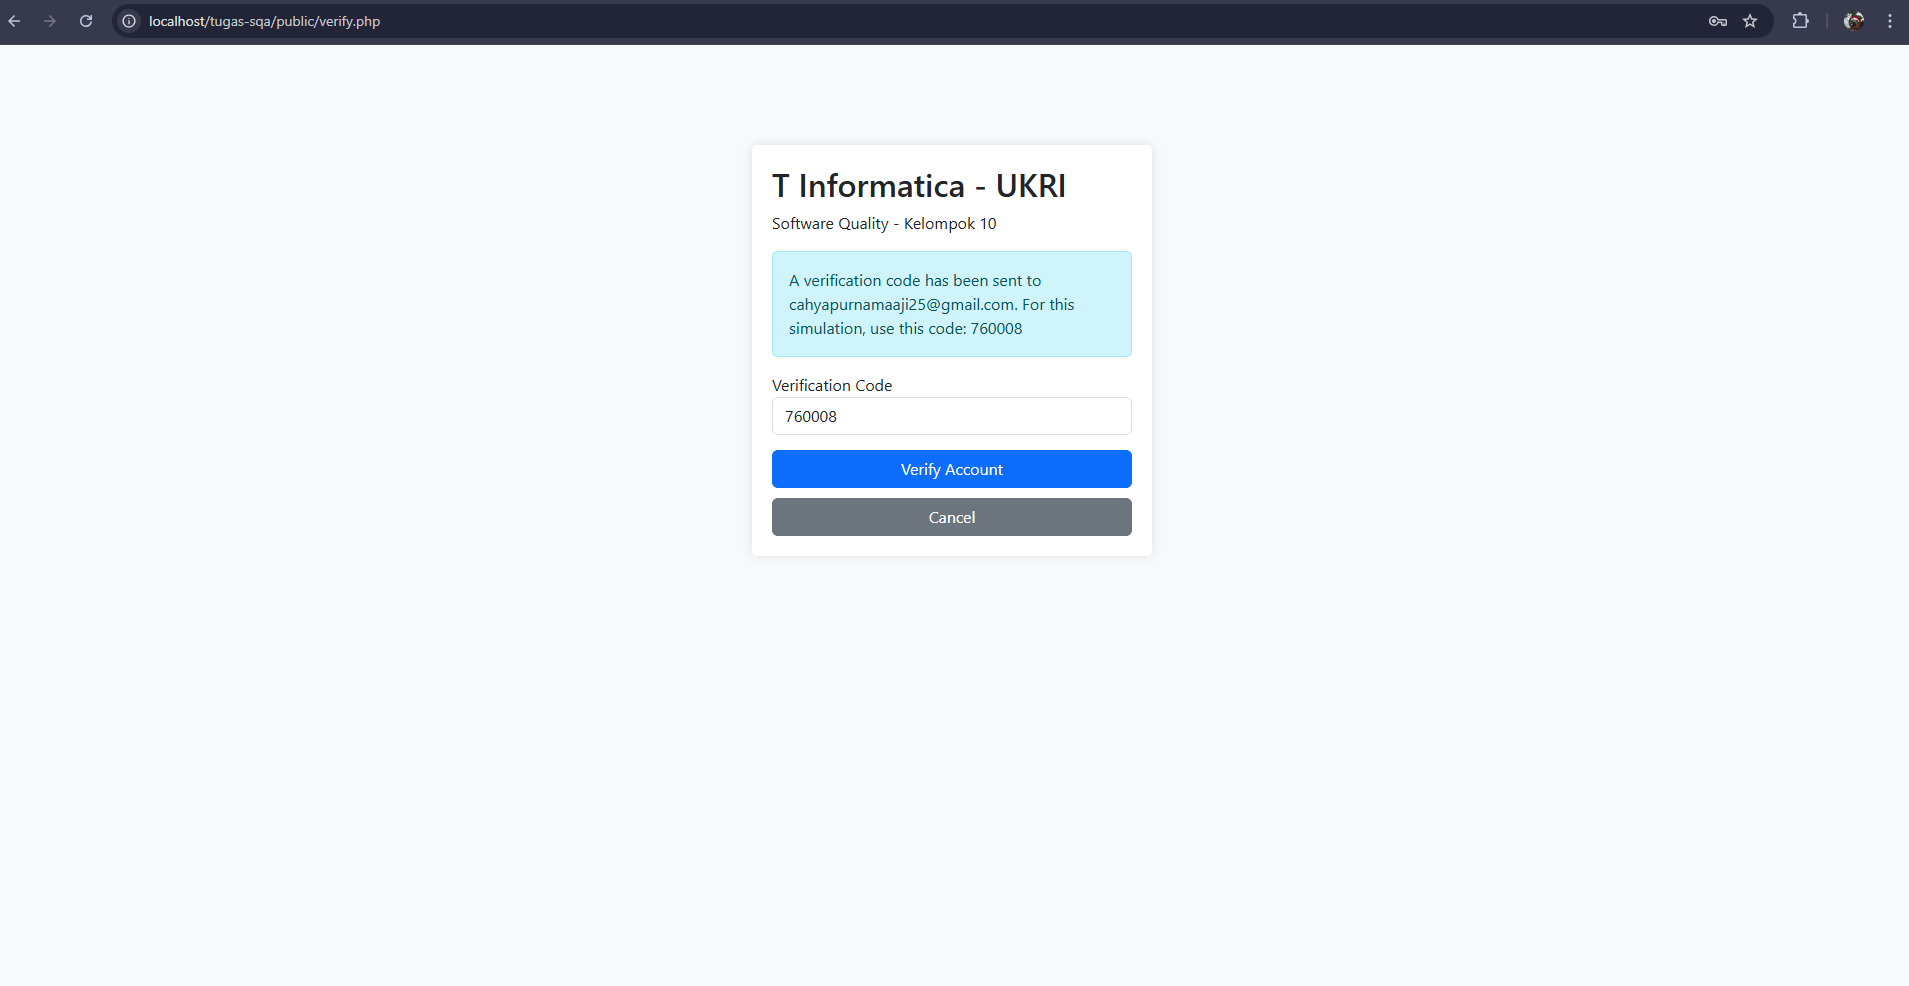 localhost/tugas-sqa/public/verify.php
T Informatica - UKRI
Software Quality - Kelompok 10
A verification code has been sent to
cahyapurnamaaji25@gmail.com. For this
simulation, use this code: 760008
Verification Code
760008
Verify Account
Cancel